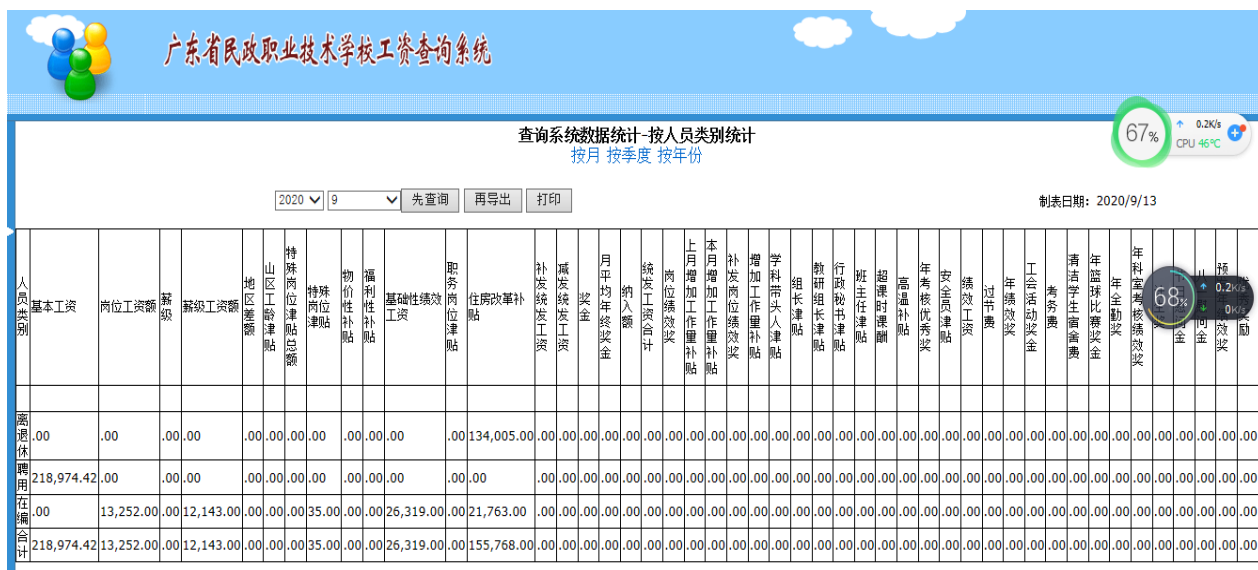 广东省民政职业技术学校工资查询系统
查询系统数据统计-按人员类别统计
按月 按季度 按年份
67%
0.2K/s
CPU 46℃
2020 9 先查询 再导出 打印 制表日期：2020/9/13
人员类别 基本工资 岗位工资额 薪级 薪级工资额 地区差额 山区工龄津贴 特殊岗位津贴总额 特殊岗位津贴 物价性补贴 福利性补贴 基础性绩效工资 职务岗位津贴 住房改革补贴 补发统发工资 减发统发工资 奖金 月平均年终奖金 纳入额 统发工资合计 岗位绩效奖 上月增加工作量补贴 本月增加工作量补贴 补发岗位绩效奖 增加工作量补贴 学科带头人津贴 组长津贴 教研组长津贴 行政秘书津贴 班主任津贴 超课时课酬 高温补贴 年考核优秀奖 安全员津贴 绩效工资 过节费 年绩效奖 工会活动奖金 考务费 清洁学生宿舍费 年篮球比赛奖金 年全勤奖 年科室考核绩效奖
68%
0.2K/s
0K/s
离退休 .00 .00 .00 .00 .00 .00 .00 .00 .00 .00 .00 .00 134,005.00 .00 .00 .00 .00 .00 .00 .00 .00 .00 .00 .00 .00 .00 .00 .00 .00 .00 .00 .00 .00 .00 .00 .00 .00 .00 .00 .00 .00 .00 .00 .00 .00 .00
聘用 218,974.42 .00 .00 .00 .00 .00 .00 .00 .00 .00 .00 .00 .00 .00 .00 .00 .00 .00 .00 .00 .00 .00 .00 .00 .00 .00 .00 .00 .00 .00 .00 .00 .00 .00 .00 .00 .00 .00 .00 .00 .00 .00 .00 .00 .00 .00
在编 .00 13,252.00 .00 12,143.00 .00 .00 .00 35.00 .00 .00 26,319.00 .00 21,763.00 .00 .00 .00 .00 .00 .00 .00 .00 .00 .00 .00 .00 .00 .00 .00 .00 .00 .00 .00 .00 .00 .00 .00 .00 .00 .00 .00 .00 .00 .00 .00 .00 .00
合计 218,974.42 13,252.00 .00 12,143.00 .00 .00 .00 35.00 .00 .00 26,319.00 .00 155,768.00 .00 .00 .00 .00 .00 .00 .00 .00 .00 .00 .00 .00 .00 .00 .00 .00 .00 .00 .00 .00 .00 .00 .00 .00 .00 .00 .00 .00 .00 .00 .00 .00 .00